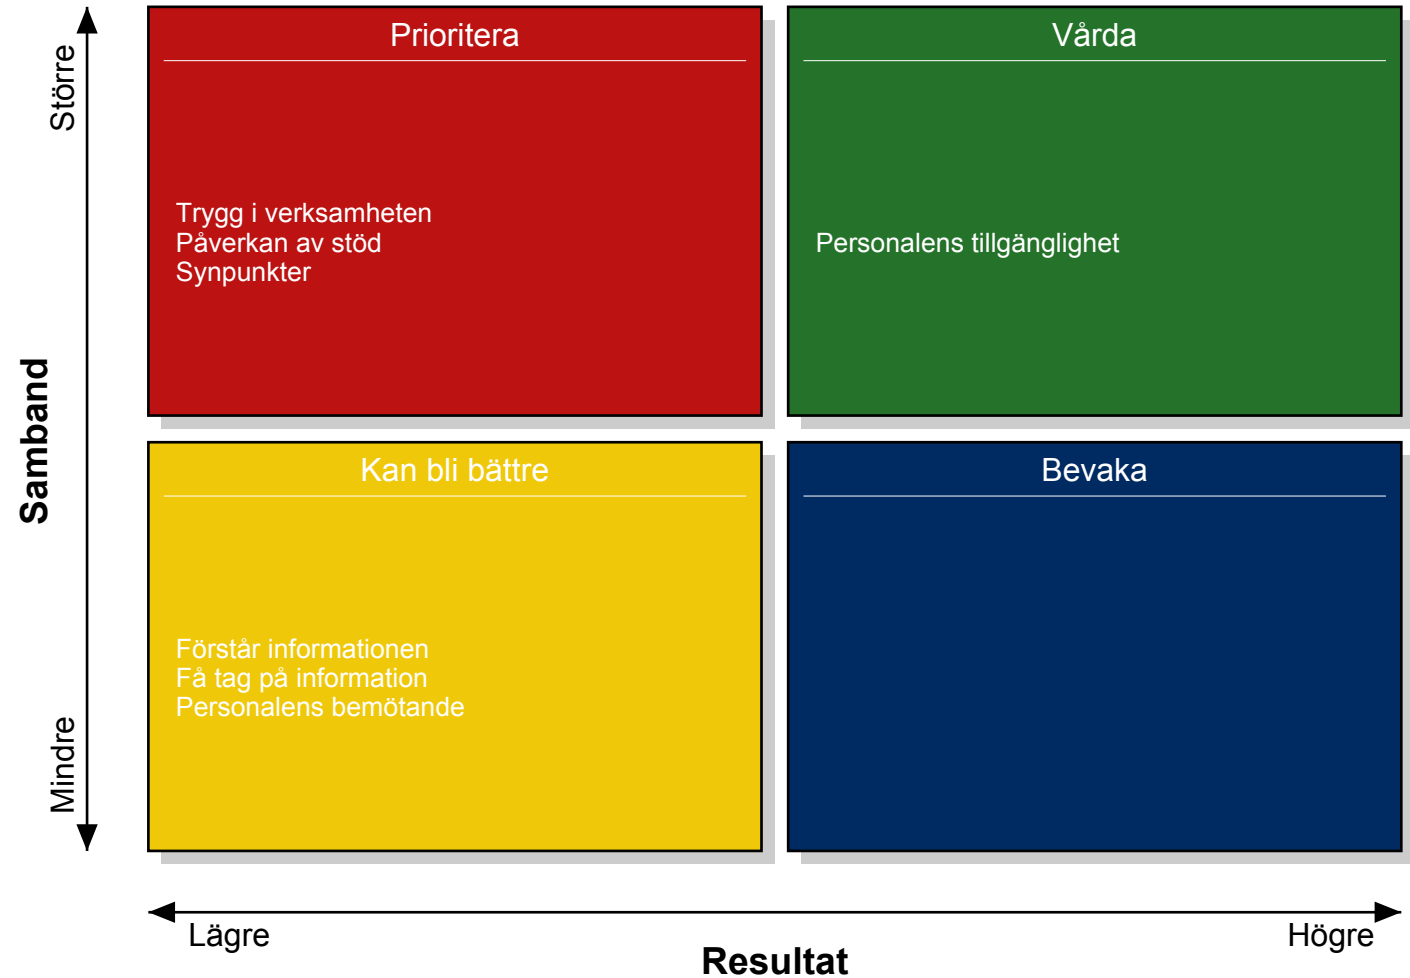 Större
Samband
Mindre
Prioritera
Trygg i verksamheten
Påverkan av stöd
Synpunkter
Vårda
Personalens tillgänglighet
Kan bli bättre
Förstår informationen
Få tag på information
Personalens bemötande
Bevaka
Lägre
Resultat
Högre